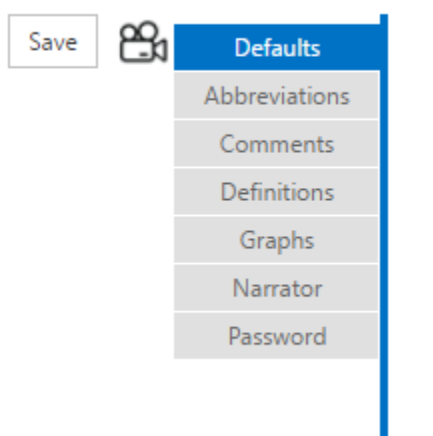 Save
Defaults
Abbreviations
Comments
Definitions
Graphs
Narrator
Password